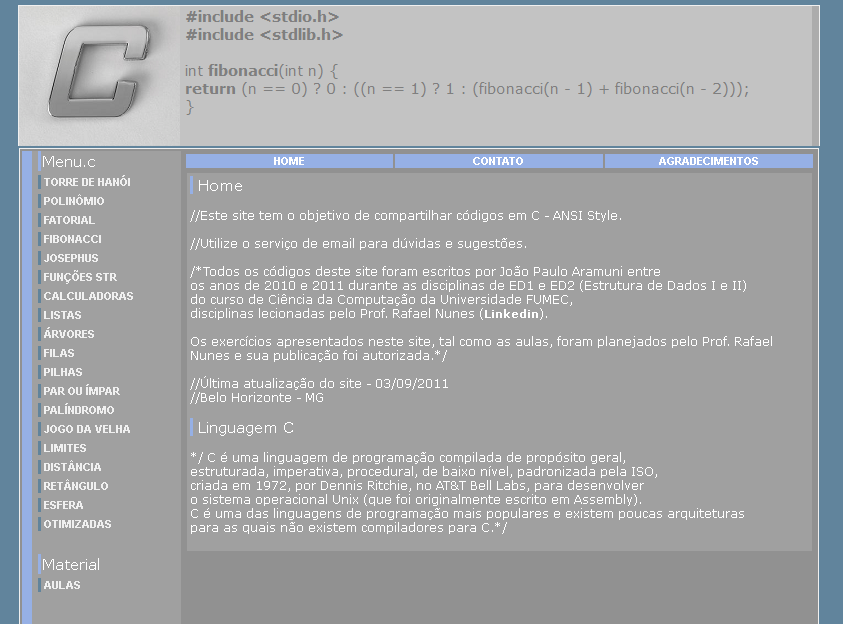 #include <stdio.h>
#include <stdlib.h>
int fibonacci(int n) {
return (n == 0) ? 0 : ((n == 1) ? 1 : (fibonacci(n - 1) + fibonacci(n - 2)));
}
Menu.c
TORRE DE HANÓI
POLINÔMIO
FATORIAL
FIBONACCI
JOSEPHUS
FUNÇÕES STR
CALCULADORAS
LISTAS
ÁRVORES
FILAS
PILHAS
PAR OU ÍMPAR
PALÍNDROMO
JOGO DA VELHA
LIMITES
DISTÂNCIA
RETÂNGULO
ESFERA
OTIMIZADAS
Material
AULAS
HOME CONTATO AGRADECIMENTOS
Home
//Este site tem o objetivo de compartilhar códigos em C - ANSI Style.
//Utilize o serviço de email para dúvidas e sugestões.
/*Todos os códigos deste site foram escritos por João Paulo Aramuni entre
os anos de 2010 e 2011 durante as disciplinas de ED1 e ED2 (Estrutura de Dados I e II)
do curso de Ciência da Computação da Universidade FUMEC,
disciplinas lecionadas pelo Prof. Rafael Nunes (Linkedin).
Os exercícios apresentados neste site, tal como as aulas, foram planejados pelo Prof. Rafael
Nunes e sua publicação foi autorizada.*/
//Última atualização do site - 03/09/2011
//Belo Horizonte - MG
Linguagem C
*/ C é uma linguagem de programação compilada de propósito geral,
estruturada, imperativa, procedural, de baixo nível, padronizada pela ISO,
criada em 1972, por Dennis Ritchie, no AT&T Bell Labs, para desenvolver
o sistema operacional Unix (que foi originalmente escrito em Assembly).
C é uma das linguagens de programação mais populares e existem poucas arquiteturas
para as quais não existem compiladores para C.*/